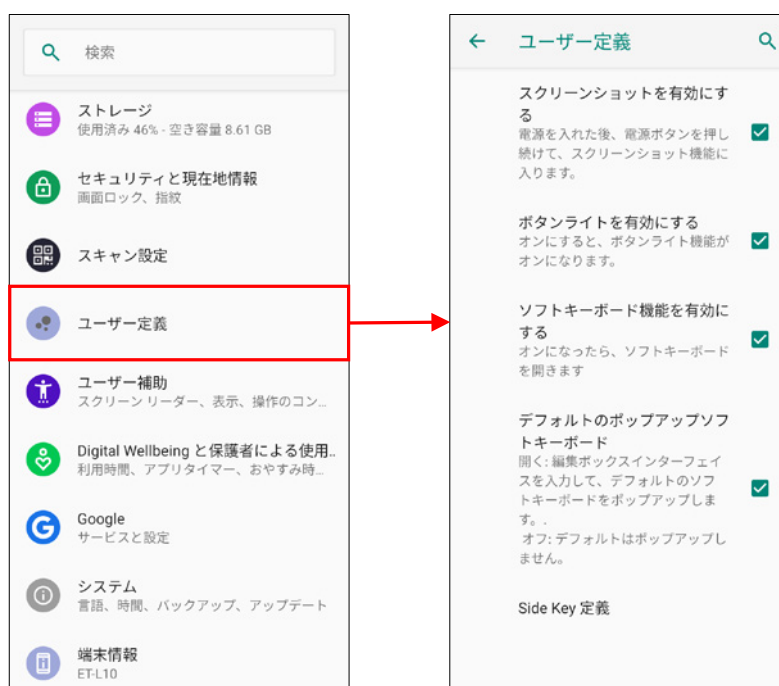 検索
ストレージ
使用済み 46% - 空き容量 8.61 GB
セキュリティと現在地情報
画面ロック、指紋
スキャン設定
ユーザー定義
ユーザー補助
スクリーン リーダー、表示、操作のコン...
Digital Wellbeing と保護者による使用..
利用時間、アプリタイマー、おやすみ時...
Google
サービスと設定
システム
言語、時間、バックアップ、アップデート
端末情報
ET-L10
ユーザー定義
スクリーンショットを有効にす
る
電源を入れた後、電源ボタンを押し
続けて、スクリーンショット機能に
入ります。
ボタンライトを有効にする
オンにすると、ボタンライト機能が
オンになります。
ソフトキーボード機能を有効に
する
オンになったら、ソフトキーボード
を開きます
デフォルトのポップアップソフ
トキーボード
開く: 編集ボックスインターフェイ
スを入力して、デフォルトのソフ
トキーボードをポップアップしま
す。.
オフ: デフォルトはポップアップし
ません。
Side Key 定義